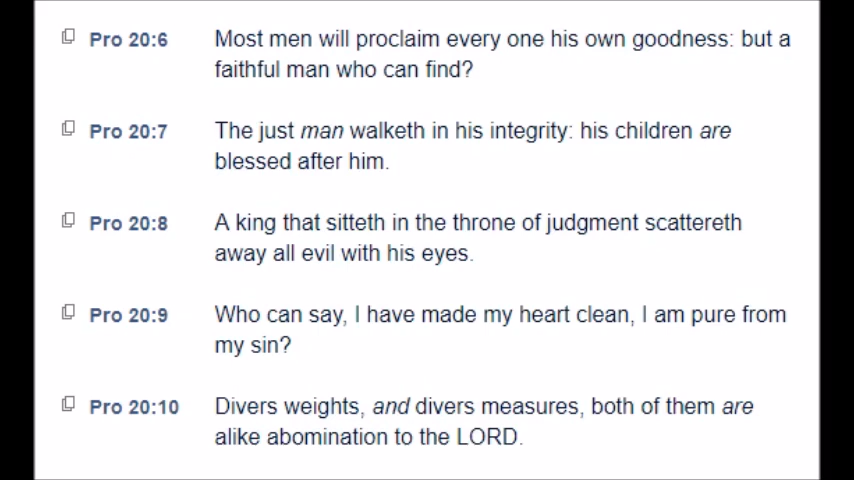 Pro 20:6 Most men will proclaim every one his own goodness: but a
faithful man who can find?
Pro 20:7 The just man walketh in his integrity: his children are
blessed after him.
Pro 20:8 A king that sitteth in the throne of judgment scattereth
away all evil with his eyes.
Pro 20:9 Who can say, I have made my heart clean, I am pure from
my sin?
Pro 20:10 Divers weights, and divers measures, both of them are
alike abomination to the LORD.